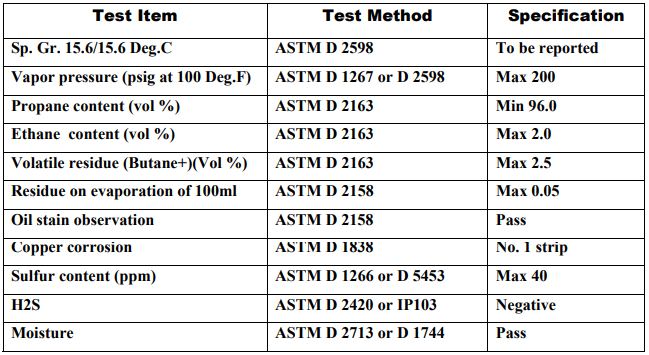 Test Item Test Method Specification
Sp. Gr. 15.6/15.6 Deg.C ASTM D 2598 To be reported
Vapor pressure (psig at 100 Deg.F) ASTM D 1267 or D 2598 Max 200
Propane content (vol %) ASTM D 2163 Min 96.0
Ethane content (vol %) ASTM D 2163 Max 2.0
Volatile residue (Butane+)(Vol %) ASTM D 2163 Max 2.5
Residue on evaporation of 100ml ASTM D 2158 Max 0.05
Oil stain observation ASTM D 2158 Pass
Copper corrosion ASTM D 1838 No. 1 strip
Sulfur content (ppm) ASTM D 1266 or D 5453 Max 40
H2S ASTM D 2420 or IP103 Negative
Moisture ASTM D 2713 or D 1744 Pass